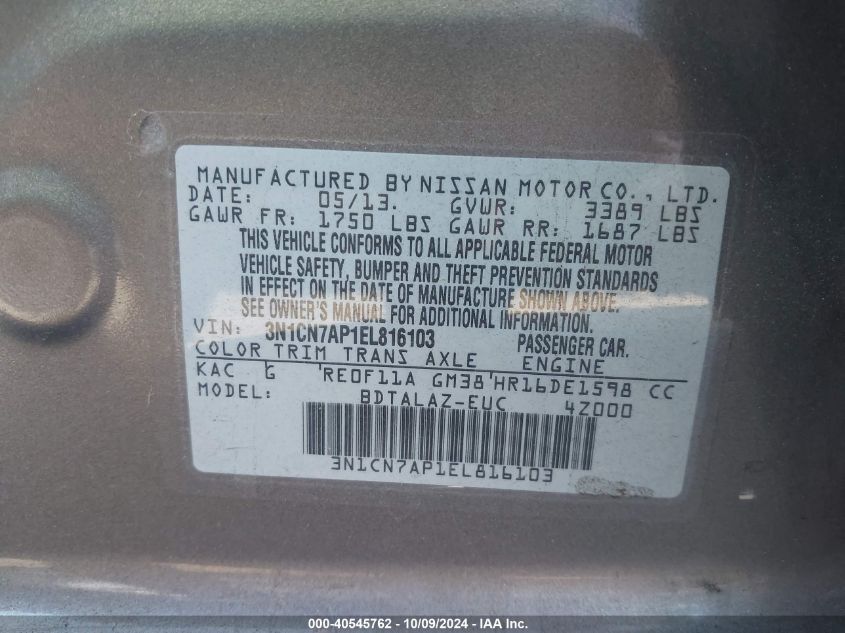 MANUFACTURED BY NISSAN MOTOR CO., LTD.
DATE: 05/13. GVWR: 3389 LBS
GAWR FR: 1750 LBS GAWR RR: 1687 LBS
THIS VEHICLE CONFORMS TO ALL APPLICABLE FEDERAL MOTOR
VEHICLE SAFETY, BUMPER AND THEFT PREVENTION STANDARDS
IN EFFECT ON THE DATE OF MANUFACTURE SHOWN ABOVE.
SEE OWNER'S MANUAL FOR ADDITIONAL INFORMATION.
VIN: 3N1CN7AP1EL816103 PASSENGER CAR.
COLOR TRIM TRANS AXLE ENGINE
KAC G 'RE0F11A GM38'HR16DE1598 CC
MODEL: BDTALAZ-EUC 4Z000
3N1CN7AP1EL816103
000-40545762 - 10/09/2024 - IAA Inc.